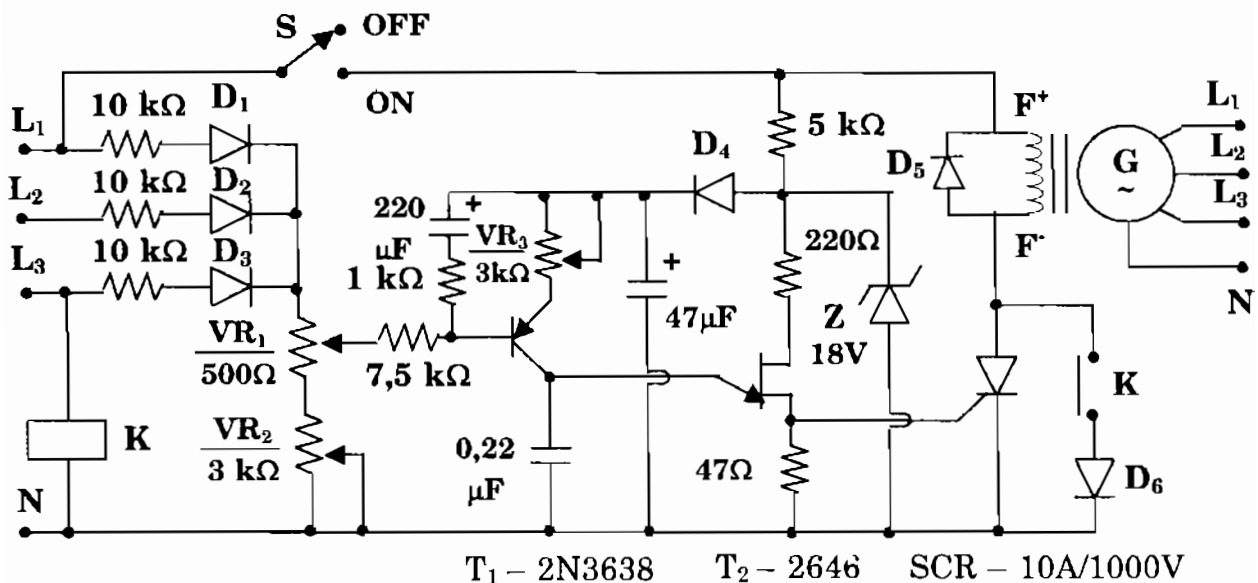 S OFF
ON
10 kΩ D₁
L₁
D₂
L₂ 10 kΩ
D₃
L₃ 10 kΩ
VR₁
500Ω
VR₂
3 kΩ
K
N
220 +
μF
1 kΩ
7,5 kΩ
VR₃
3kΩ
+
47μF
0,22
μF
D₄
5 kΩ
220Ω
Z
18V
47Ω
D₅
F⁺
F⁻
G
~
L₁
L₂
L₃
N
K
D₆
T₁ – 2N3638 T₂ – 2646 SCR – 10A/1000V